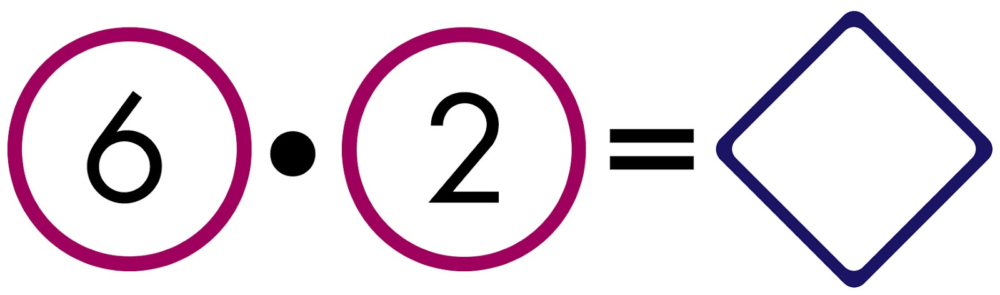 6 • 2 =